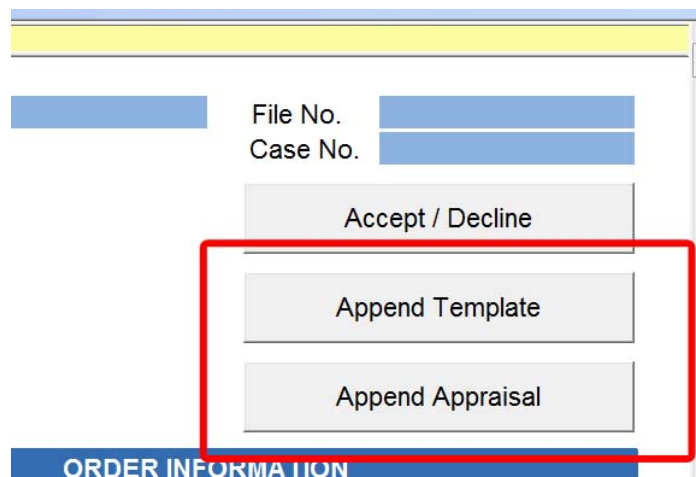 File No.
Case No.
Accept / Decline
Append Template
Append Appraisal
ORDER INFORMATION